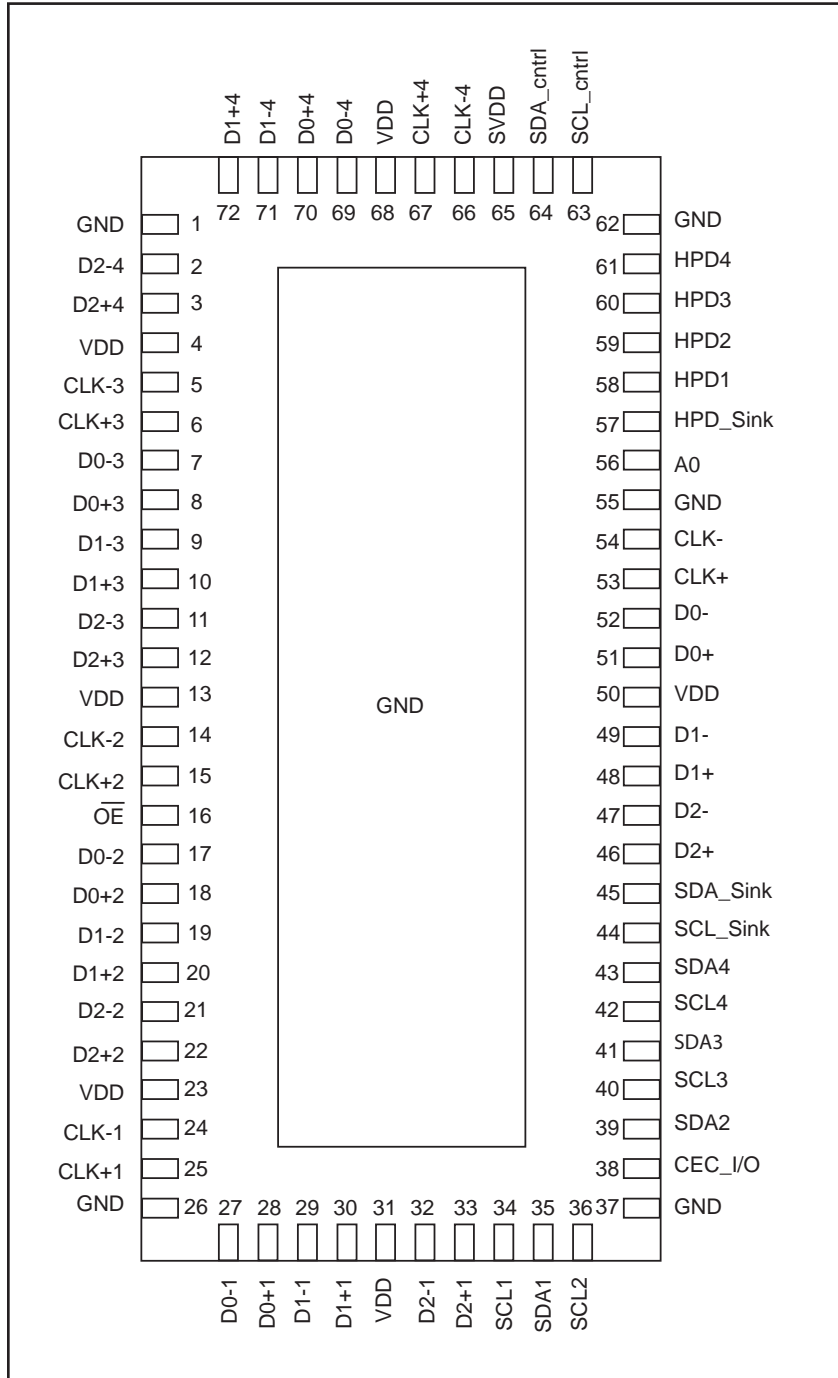 D1+4 D1-4 D0+4 D0-4 VDD CLK+4 CLK-4 SVDD SDA_cntrl SCL_cntrl
72 71 70 69 68 67 66 65 64 63
GND 1 62 GND
D2-4 2 61 HPD4
D2+4 3 60 HPD3
VDD 4 59 HPD2
CLK-3 5 58 HPD1
CLK+3 6 57 HPD_Sink
D0-3 7 56 A0
D0+3 8 55 GND
D1-3 9 54 CLK-
D1+3 10 53 CLK+
D2-3 11 52 D0-
D2+3 12 51 D0+
VDD 13 GND 50 VDD
CLK-2 14 49 D1-
CLK+2 15 48 D1+
O̅E̅ 16 47 D2-
D0-2 17 46 D2+
D0+2 18 45 SDA_Sink
D1-2 19 44 SCL_Sink
D1+2 20 43 SDA4
D2-2 21 42 SCL4
D2+2 22 41 SDA3
VDD 23 40 SCL3
CLK-1 24 39 SDA2
CLK+1 25 38 CEC_I/O
GND 26 27 28 29 30 31 32 33 34 35 36 37 GND
D0-1 D0+1 D1-1 D1+1 VDD D2-1 D2+1 SCL1 SDA1 SCL2